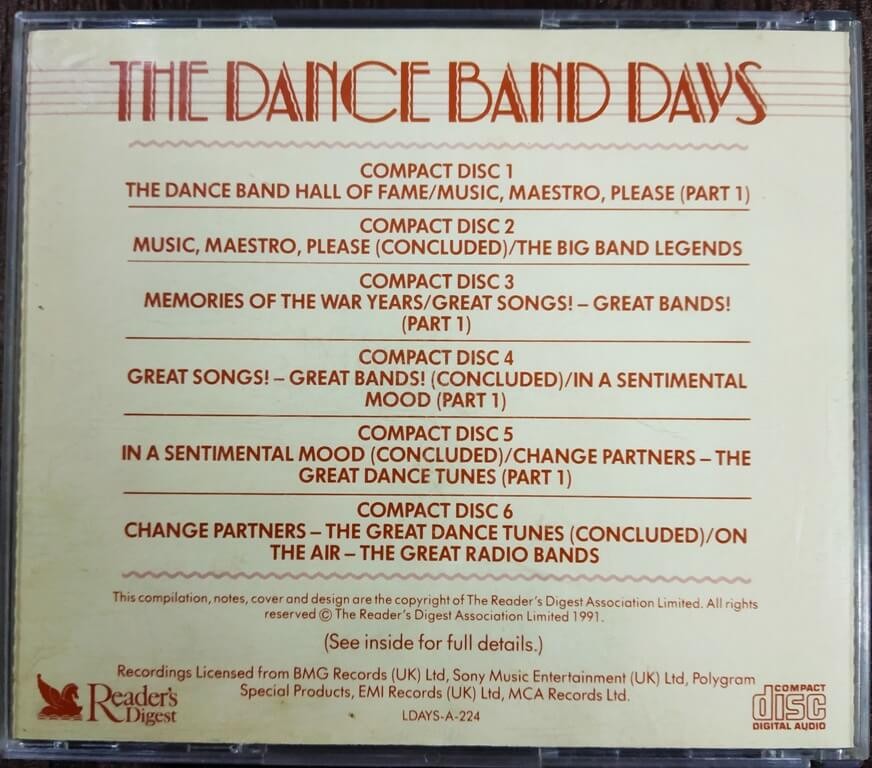 THE DANCE BAND DAYS
COMPACT DISC 1
THE DANCE BAND HALL OF FAME/MUSIC, MAESTRO, PLEASE (PART 1)
COMPACT DISC 2
MUSIC, MAESTRO, PLEASE (CONCLUDED)/THE BIG BAND LEGENDS
COMPACT DISC 3
MEMORIES OF THE WAR YEARS/GREAT SONGS! – GREAT BANDS!
(PART 1)
COMPACT DISC 4
GREAT SONGS! – GREAT BANDS! (CONCLUDED)/IN A SENTIMENTAL
MOOD (PART 1)
COMPACT DISC 5
IN A SENTIMENTAL MOOD (CONCLUDED)/CHANGE PARTNERS – THE
GREAT DANCE TUNES (PART 1)
COMPACT DISC 6
CHANGE PARTNERS – THE GREAT DANCE TUNES (CONCLUDED)/ON
THE AIR – THE GREAT RADIO BANDS
This compilation, notes, cover and design are the copyright of The Reader's Digest Association Limited. All rights
reserved © The Reader's Digest Association Limited 1991.
(See inside for full details.)
Recordings Licensed from BMG Records (UK) Ltd, Sony Music Entertainment (UK) Ltd, Polygram
Special Products, EMI Records (UK) Ltd, MCA Records Ltd.
Reader's
Digest
LDAYS-A-224
COMPACT
disc
DIGITAL AUDIO